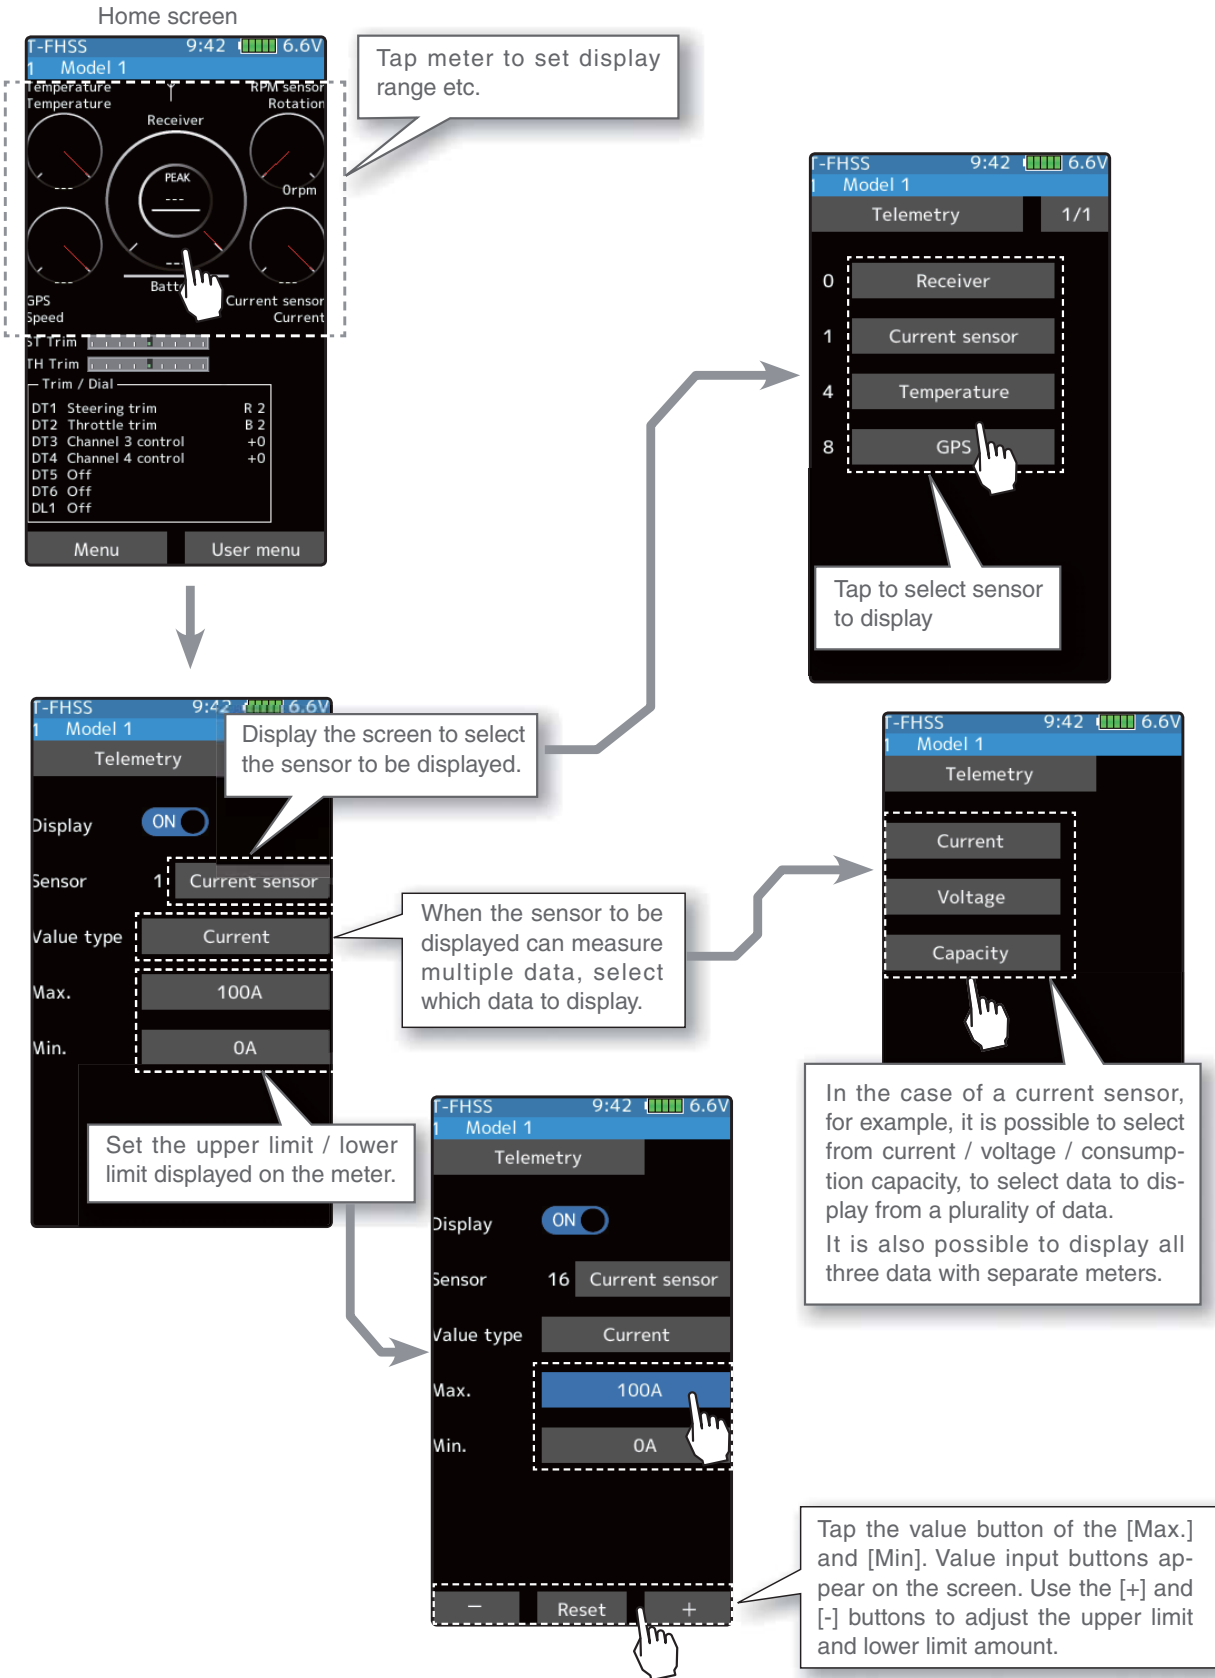 Home screen
T-FHSS 9:42 6.6V
1 Model 1
Temperature RPM sensor
Temperature Rotation
Receiver
PEAK
---
--- 0rpm
---
--- ---
GPS Batt Current sensor
Speed Current
ST Trim
TH Trim
Trim / Dial
DT1 Steering trim R 2
DT2 Throttle trim B 2
DT3 Channel 3 control +0
DT4 Channel 4 control +0
DT5 Off
DT6 Off
DL1 Off
Menu User menu
Tap meter to set display
range etc.
T-FHSS 9:42 6.6V
1 Model 1
Telemetry 1/1
0 Receiver
1 Current sensor
4 Temperature
8 GPS
Tap to select sensor
to display
T-FHSS 9:42 6.6V
1 Model 1
Telemetry
Display ON
Sensor 1 Current sensor
Value type Current
Max. 100A
Min. 0A
Display the screen to select
the sensor to be displayed.
When the sensor to be
displayed can measure
multiple data, select
which data to display.
Set the upper limit / lower
limit displayed on the meter.
T-FHSS 9:42 6.6V
1 Model 1
Telemetry
Current
Voltage
Capacity
In the case of a current sensor,
for example, it is possible to select
from current / voltage / consump-
tion capacity, to select data to dis-
play from a plurality of data.
It is also possible to display all
three data with separate meters.
T-FHSS 9:42 6.6V
1 Model 1
Telemetry
Display ON
Sensor 16 Current sensor
Value type Current
Max. 100A
Min. 0A
− Reset +
Tap the value button of the [Max.]
and [Min]. Value input buttons ap-
pear on the screen. Use the [+] and
[-] buttons to adjust the upper limit
and lower limit amount.